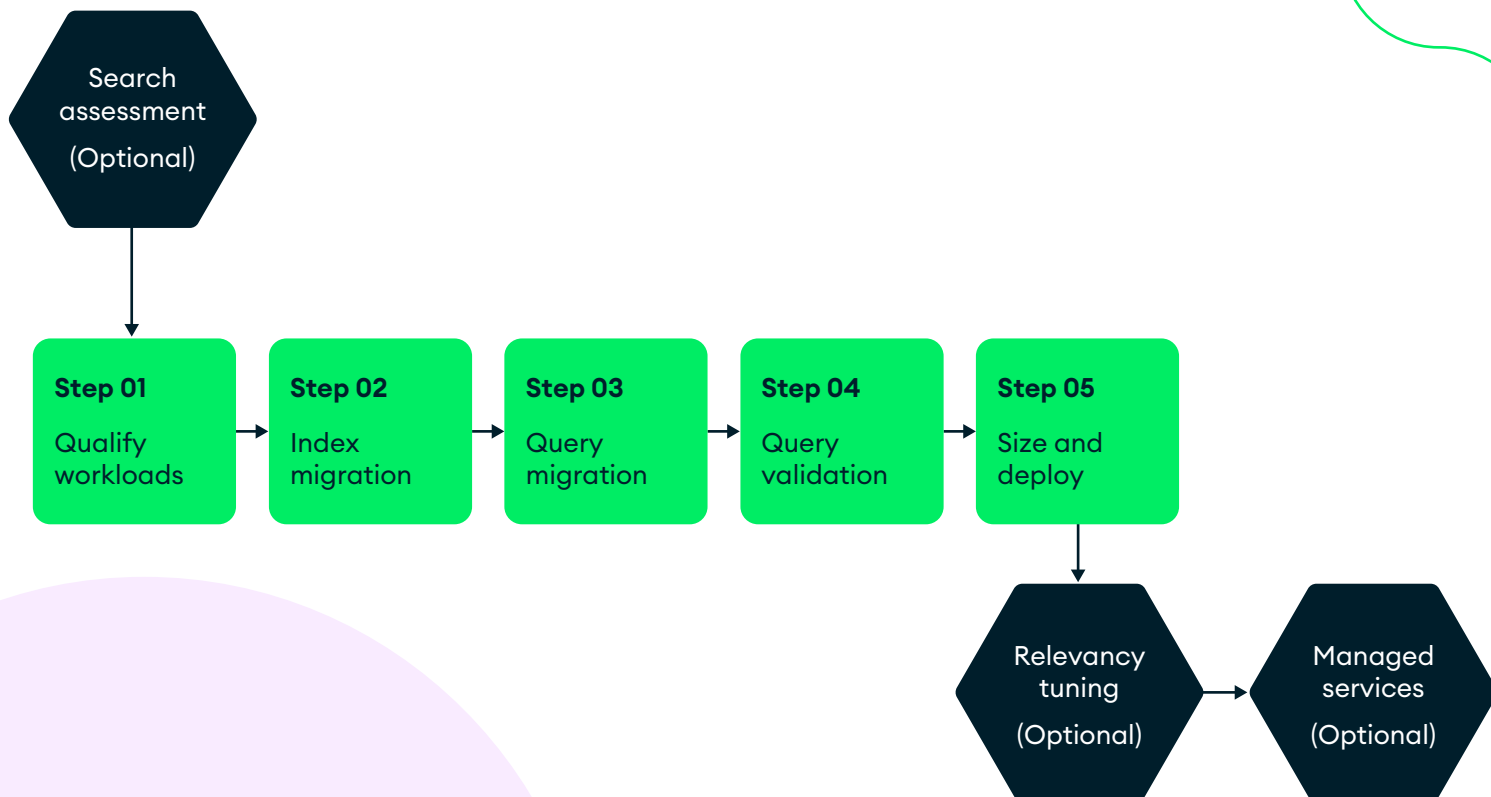 Search
assessment
(Optional)
Step 01
Qualify
workloads
Step 02
Index
migration
Step 03
Query
migration
Step 04
Query
validation
Step 05
Size and
deploy
Relevancy
tuning
(Optional)
Managed
services
(Optional)